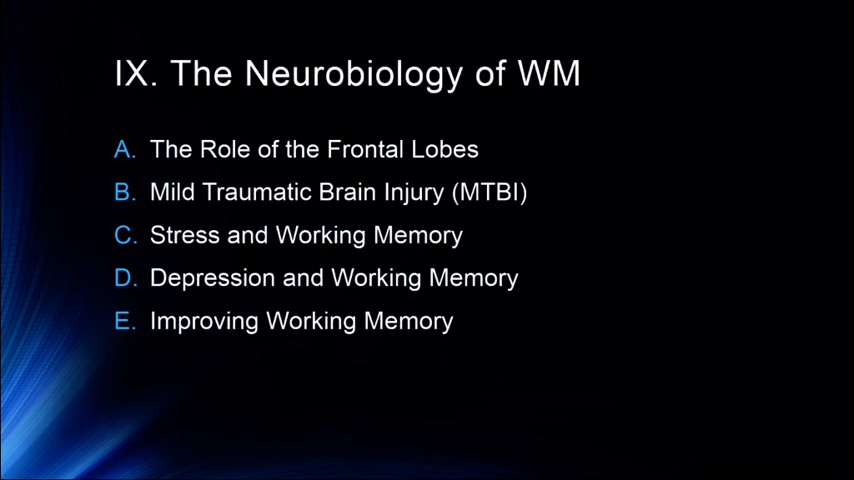 IX. The Neurobiology of WM
A. The Role of the Frontal Lobes
B. Mild Traumatic Brain Injury (MTBI)
C. Stress and Working Memory
D. Depression and Working Memory
E. Improving Working Memory